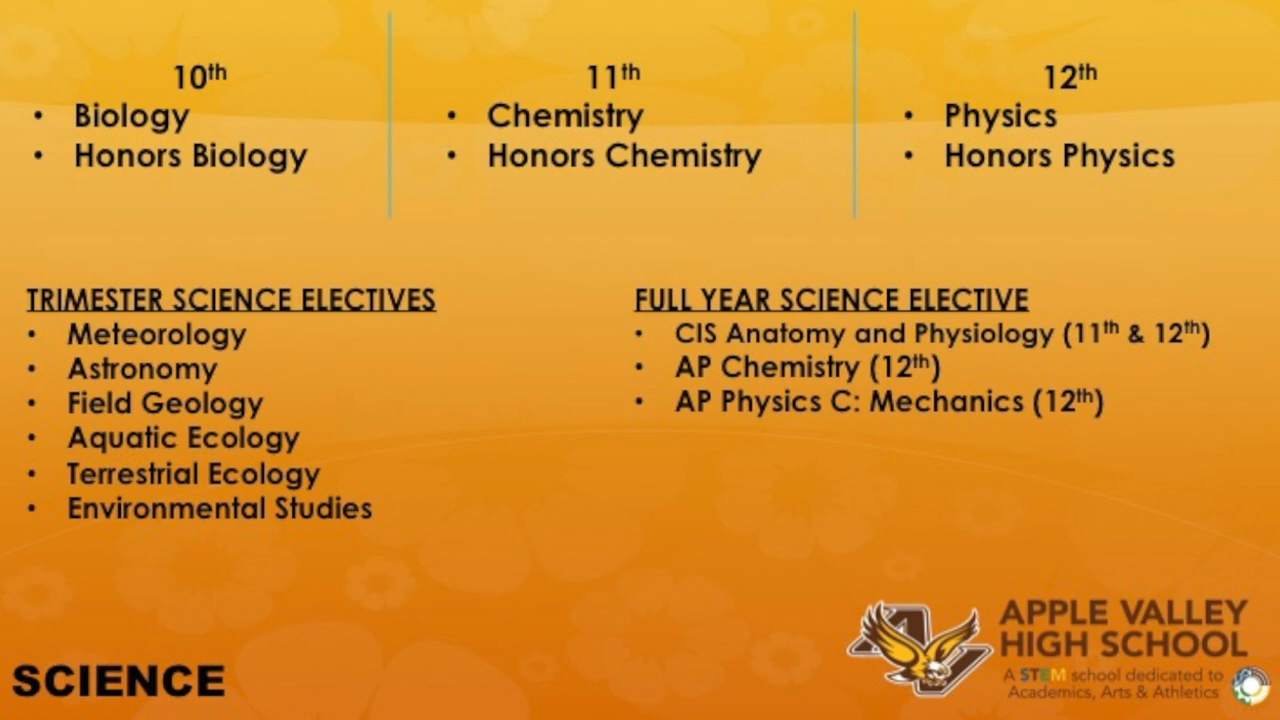 10th
• Biology
• Honors Biology
11th
• Chemistry
• Honors Chemistry
12th
• Physics
• Honors Physics
TRIMESTER SCIENCE ELECTIVES
• Meteorology
• Astronomy
• Field Geology
• Aquatic Ecology
• Terrestrial Ecology
• Environmental Studies
FULL YEAR SCIENCE ELECTIVE
• CIS Anatomy and Physiology (11th & 12th)
• AP Chemistry (12th)
• AP Physics C: Mechanics (12th)
SCIENCE
APPLE VALLEY
HIGH SCHOOL
A STEM school dedicated to
Academics, Arts & Athletics